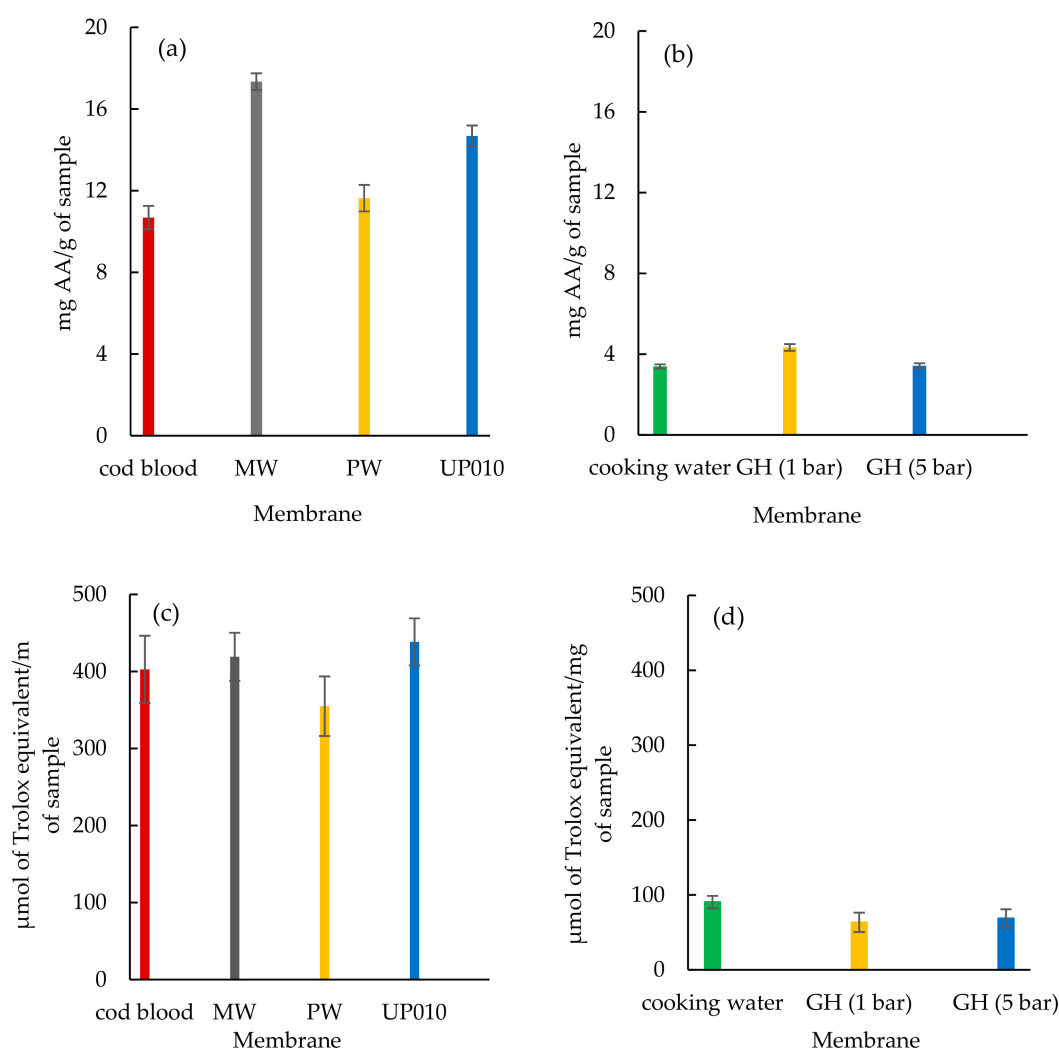 (a)
20
16
12
8
4
0
mg AA/g of sample
cod blood MW PW UP010
Membrane
(b)
20
16
12
8
4
0
mg AA/g of sample
cooking water GH (1 bar) GH (5 bar)
Membrane
(c)
500
400
300
200
100
0
µmol of Trolox equivalent/m
of sample
cod blood MW PW UP010
Membrane
(d)
500
400
300
200
100
0
µmol of Trolox equivalent/mg
of sample
cooking water GH (1 bar) GH (5 bar)
Membrane